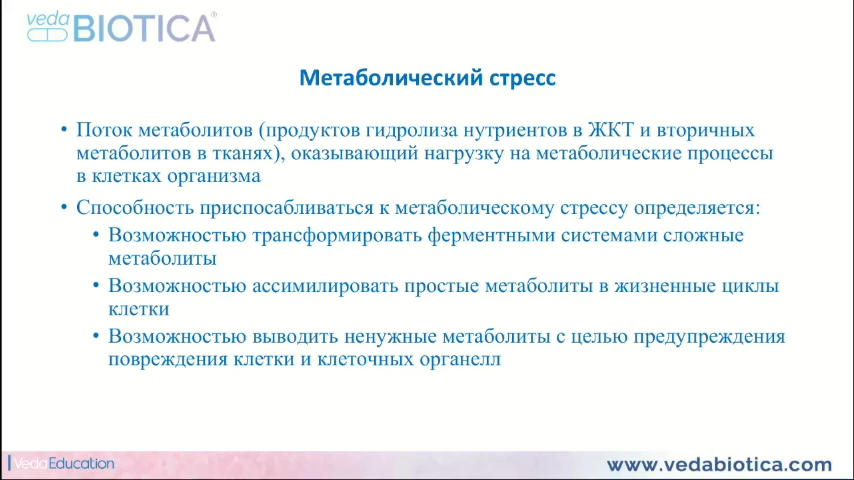 veda
BIOTICA®
Метаболический стресс
• Поток метаболитов (продуктов гидролиза нутриентов в ЖКТ и вторичных
метаболитов в тканях), оказывающий нагрузку на метаболические процессы
в клетках организма
• Способность приспосабливаться к метаболическому стрессу определяется:
• Возможностью трансформировать ферментными системами сложные
метаболиты
• Возможностью ассимилировать простые метаболиты в жизненные циклы
клетки
• Возможностью выводить ненужные метаболиты с целью предупреждения
повреждения клетки и клеточных органелл
VedaEducation
www.vedabiotica.com